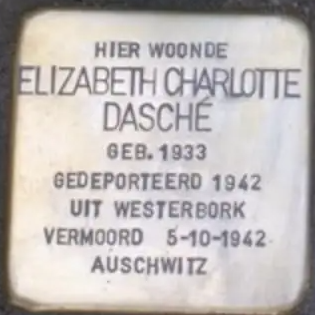 HIER WOONDE
ELIZABETH CHARLOTTE
DASCHÉ
GEB. 1933
GEDEPORTEERD 1942
UIT WESTERBORK
VERMOORD 5-10-1942
AUSCHWITZ